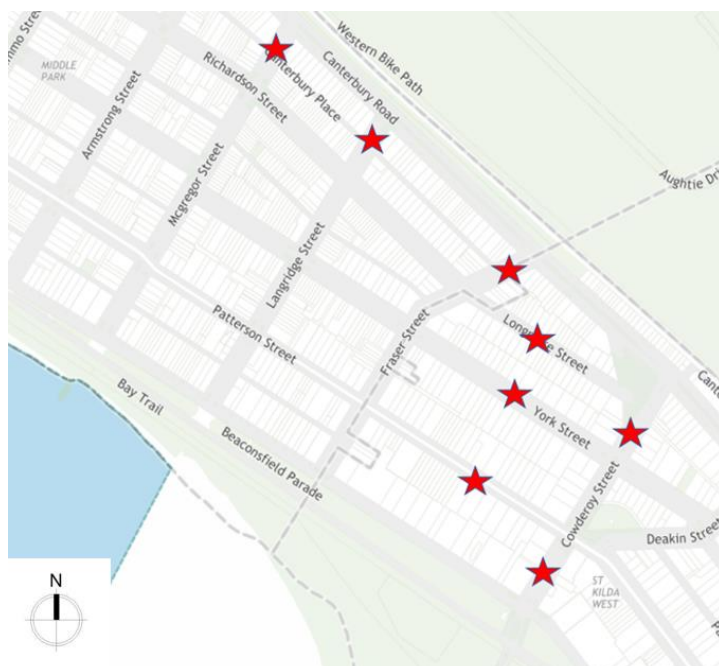 Western Bike Path
MIDDLE
PARK
Richardson Street
Canterbury Place
Canterbury Road
Armstrong Street
Mcgregor Street
Aughtie Dri
Langridge Street
Patterson Street
Fraser Street
Street
York Street
Bay Trail
Beaconsfield Parade
Cowderoy Street
Deakin Street
N
ST
KILDA
WEST